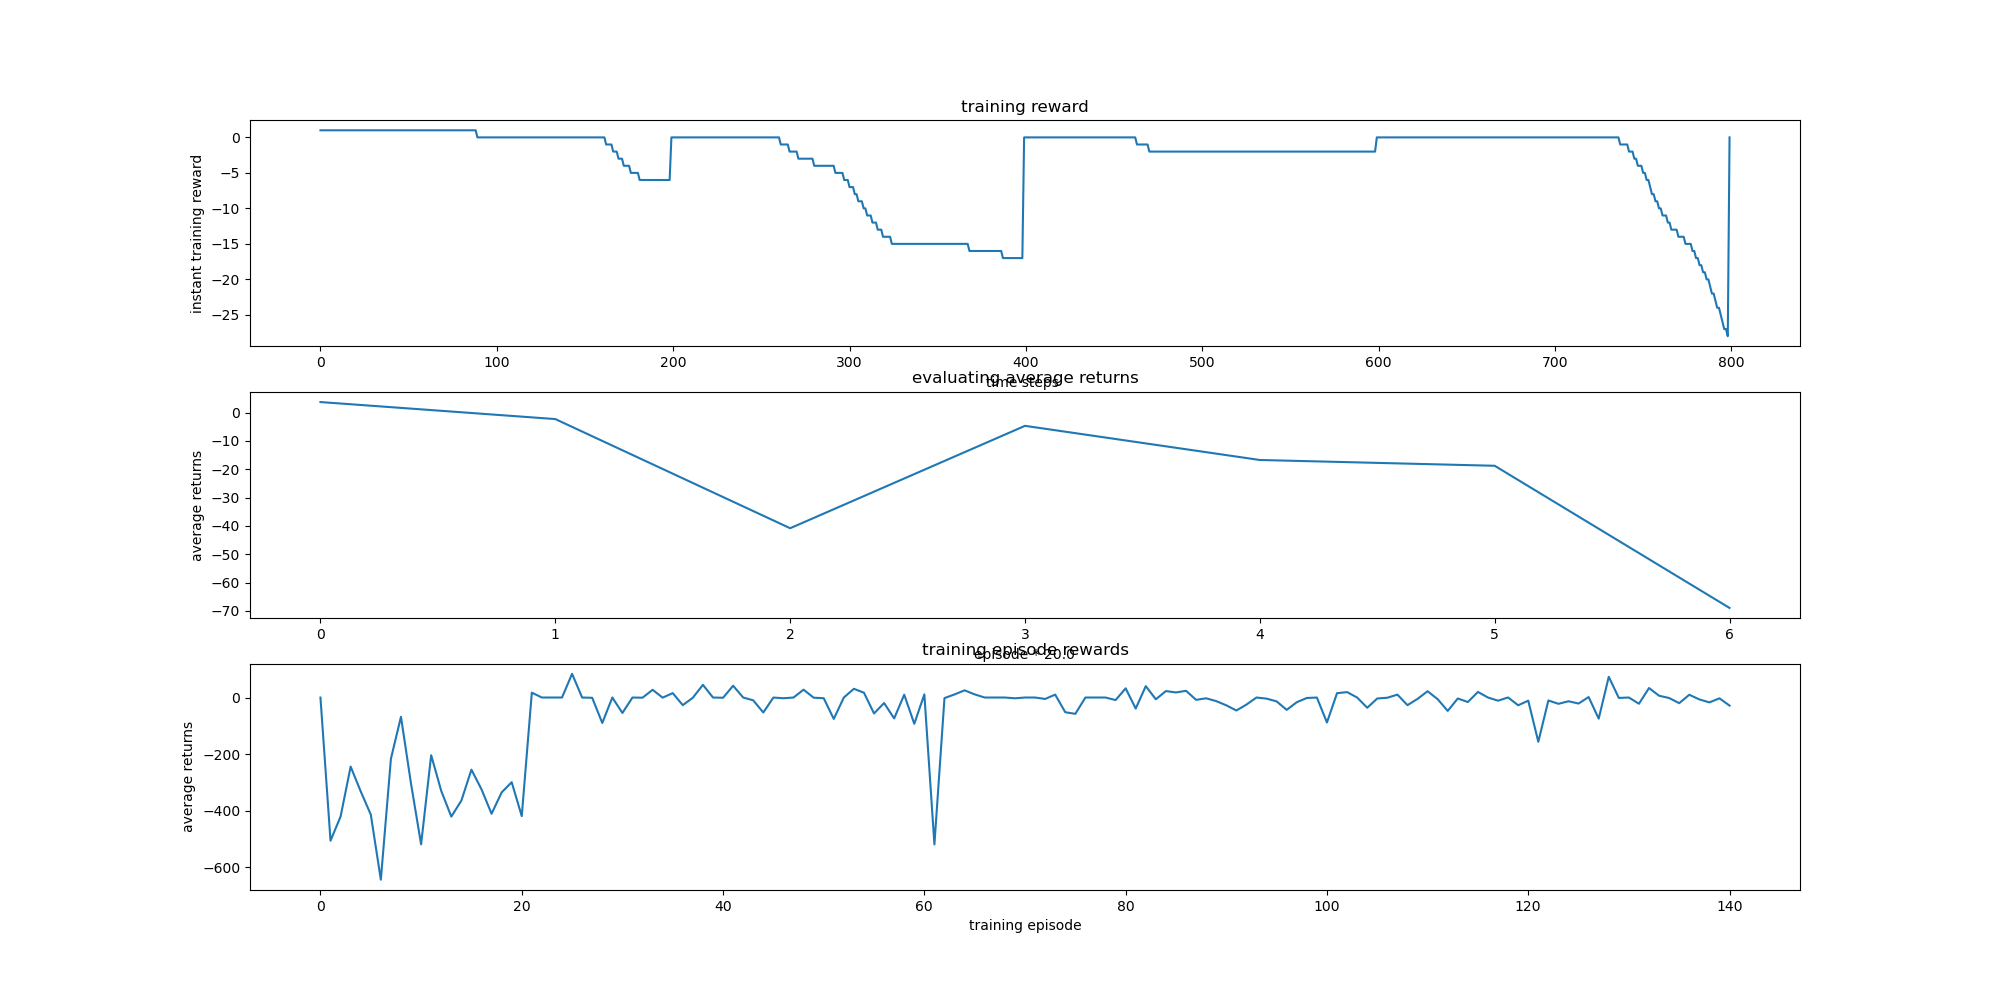 training reward
instant training reward
0
−5
−10
−15
−20
−25
0 100 200 300 400 500 600 700 800
time steps
evaluating average returns
average returns
0
−10
−20
−30
−40
−50
−60
−70
0 1 2 3 4 5 6
episode * 20.0
training episode rewards
average returns
0
−200
−400
−600
0 20 40 60 80 100 120 140
training episode